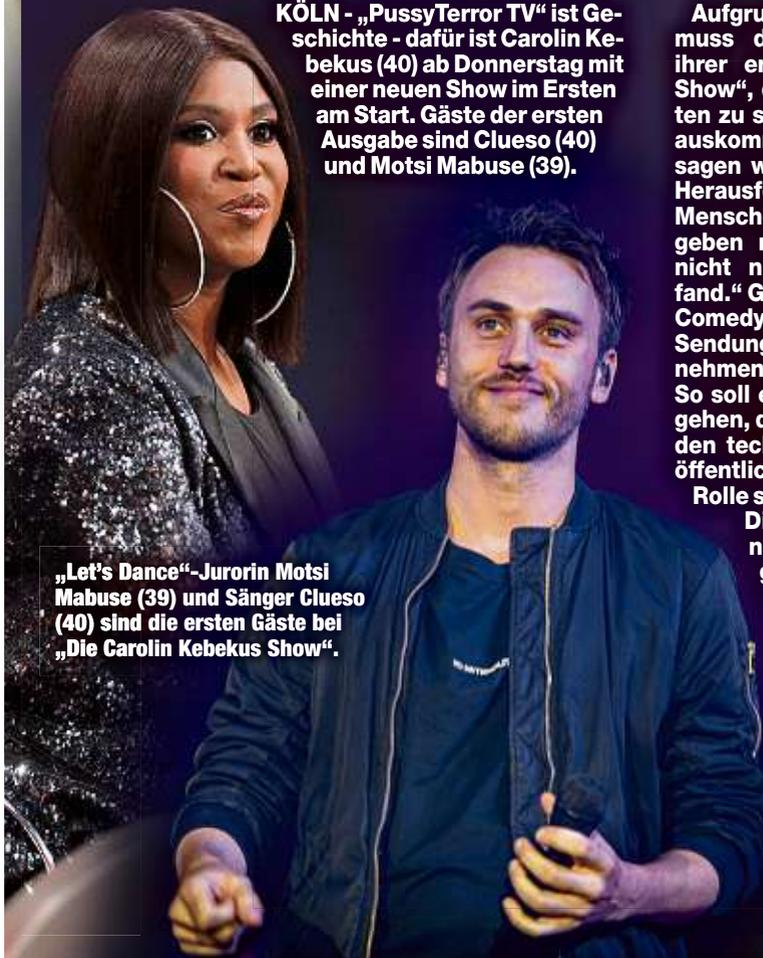 KÖLN - „PussyTerror TV“ ist Ge-
schichte - dafür ist Carolin Ke-
bekus (40) ab Donnerstag mit
einer neuen Show im Ersten
am Start. Gäste der ersten
Ausgabe sind Clueso (40)
und Motsi Mabuse (39).
Aufgru
muss d
ihrer er
Show“,
ten zu s
auskom
sagen w
Herausf
Mensch
geben
nicht n
fand.“ G
Comedy
Sendung
nehmen
So soll e
gehen, d
den tec
öffentlic
Rolle s
Di
n
g
„Let’s Dance“-Jurorin Motsi
Mabuse (39) und Sänger Clueso
(40) sind die ersten Gäste bei
„Die Carolin Kebekus Show“.